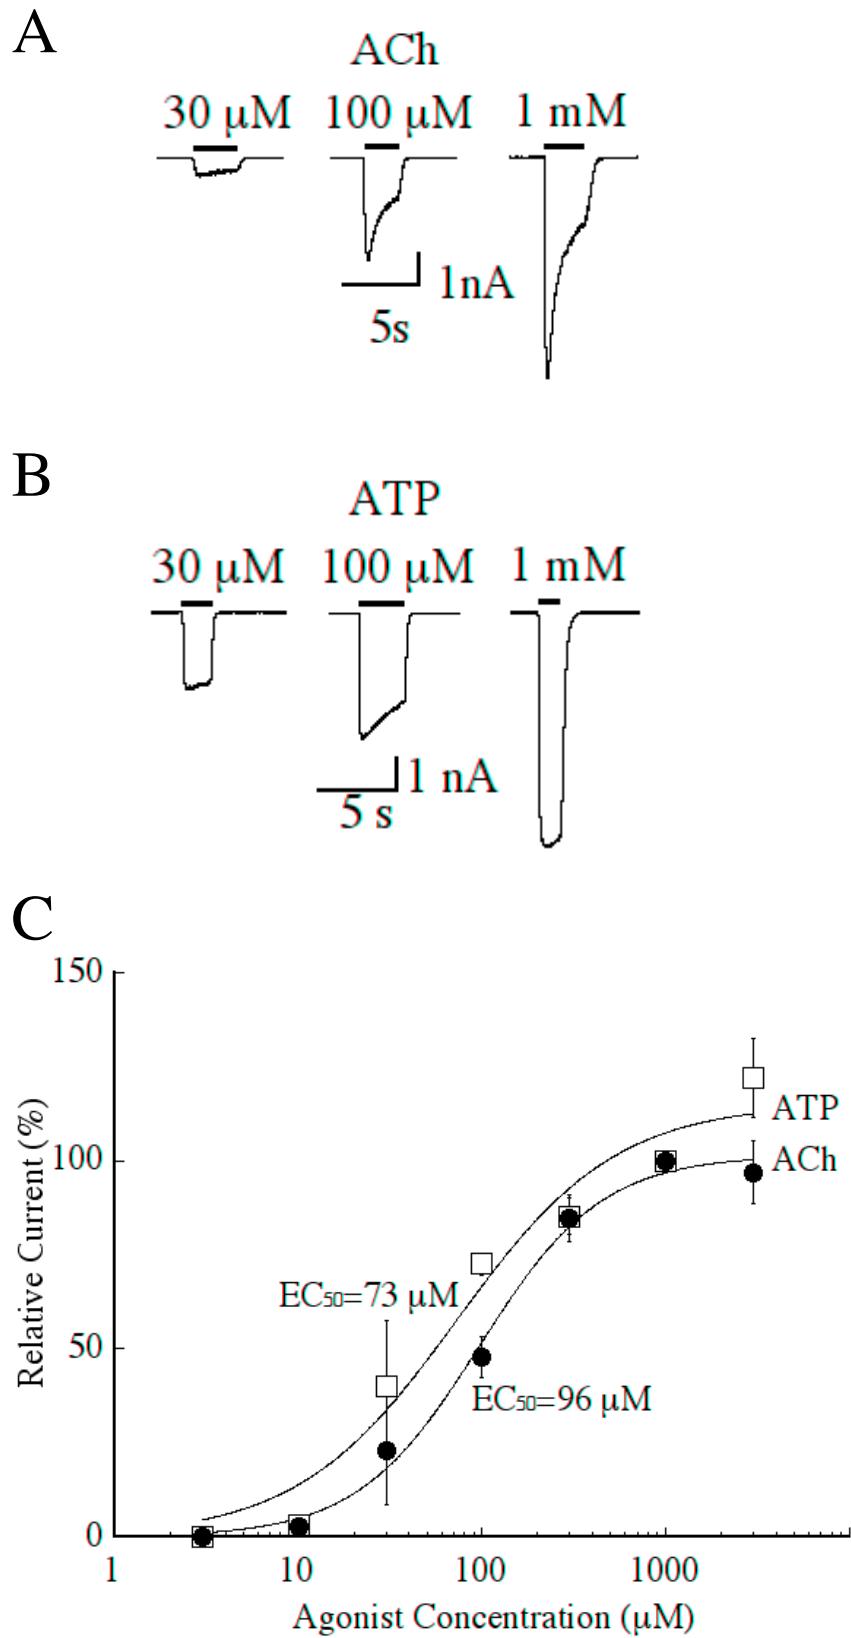 A
ACh
30 μM 100 μM 1 mM
1nA
5s
B
ATP
30 μM 100 μM 1 mM
1 nA
5 s
C
150
ATP
100
ACh
Relative Current (%)
EC₅₀=73 μM
50
EC₅₀=96 μM
0
1 10 100 1000
Agonist Concentration (μM)